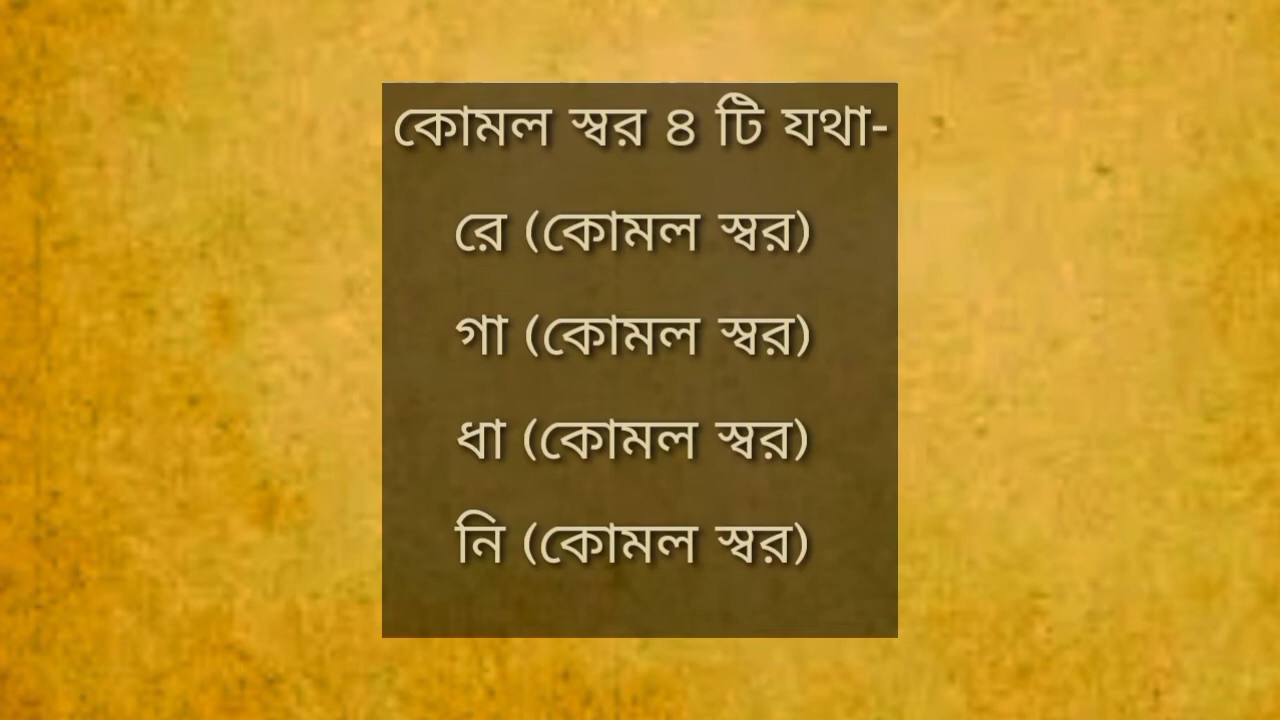 কোমল স্বর ৪ টি যথা-
রে (কোমল স্বর)
গা (কোমল স্বর)
ধা (কোমল স্বর)
নি (কোমল স্বর)